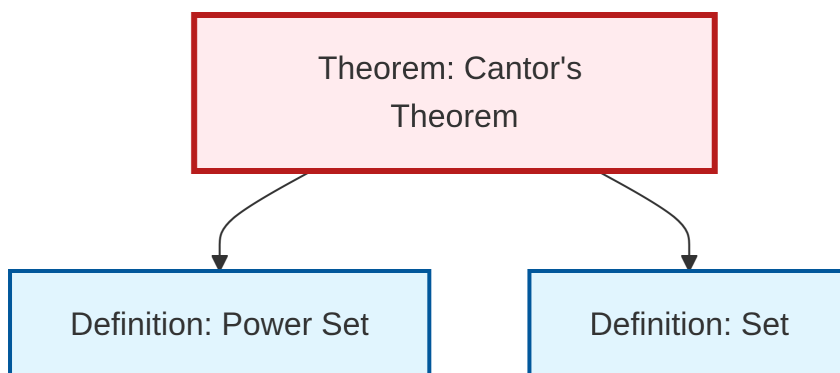 Theorem: Cantor's
Theorem
Definition: Power Set
Definition: Set